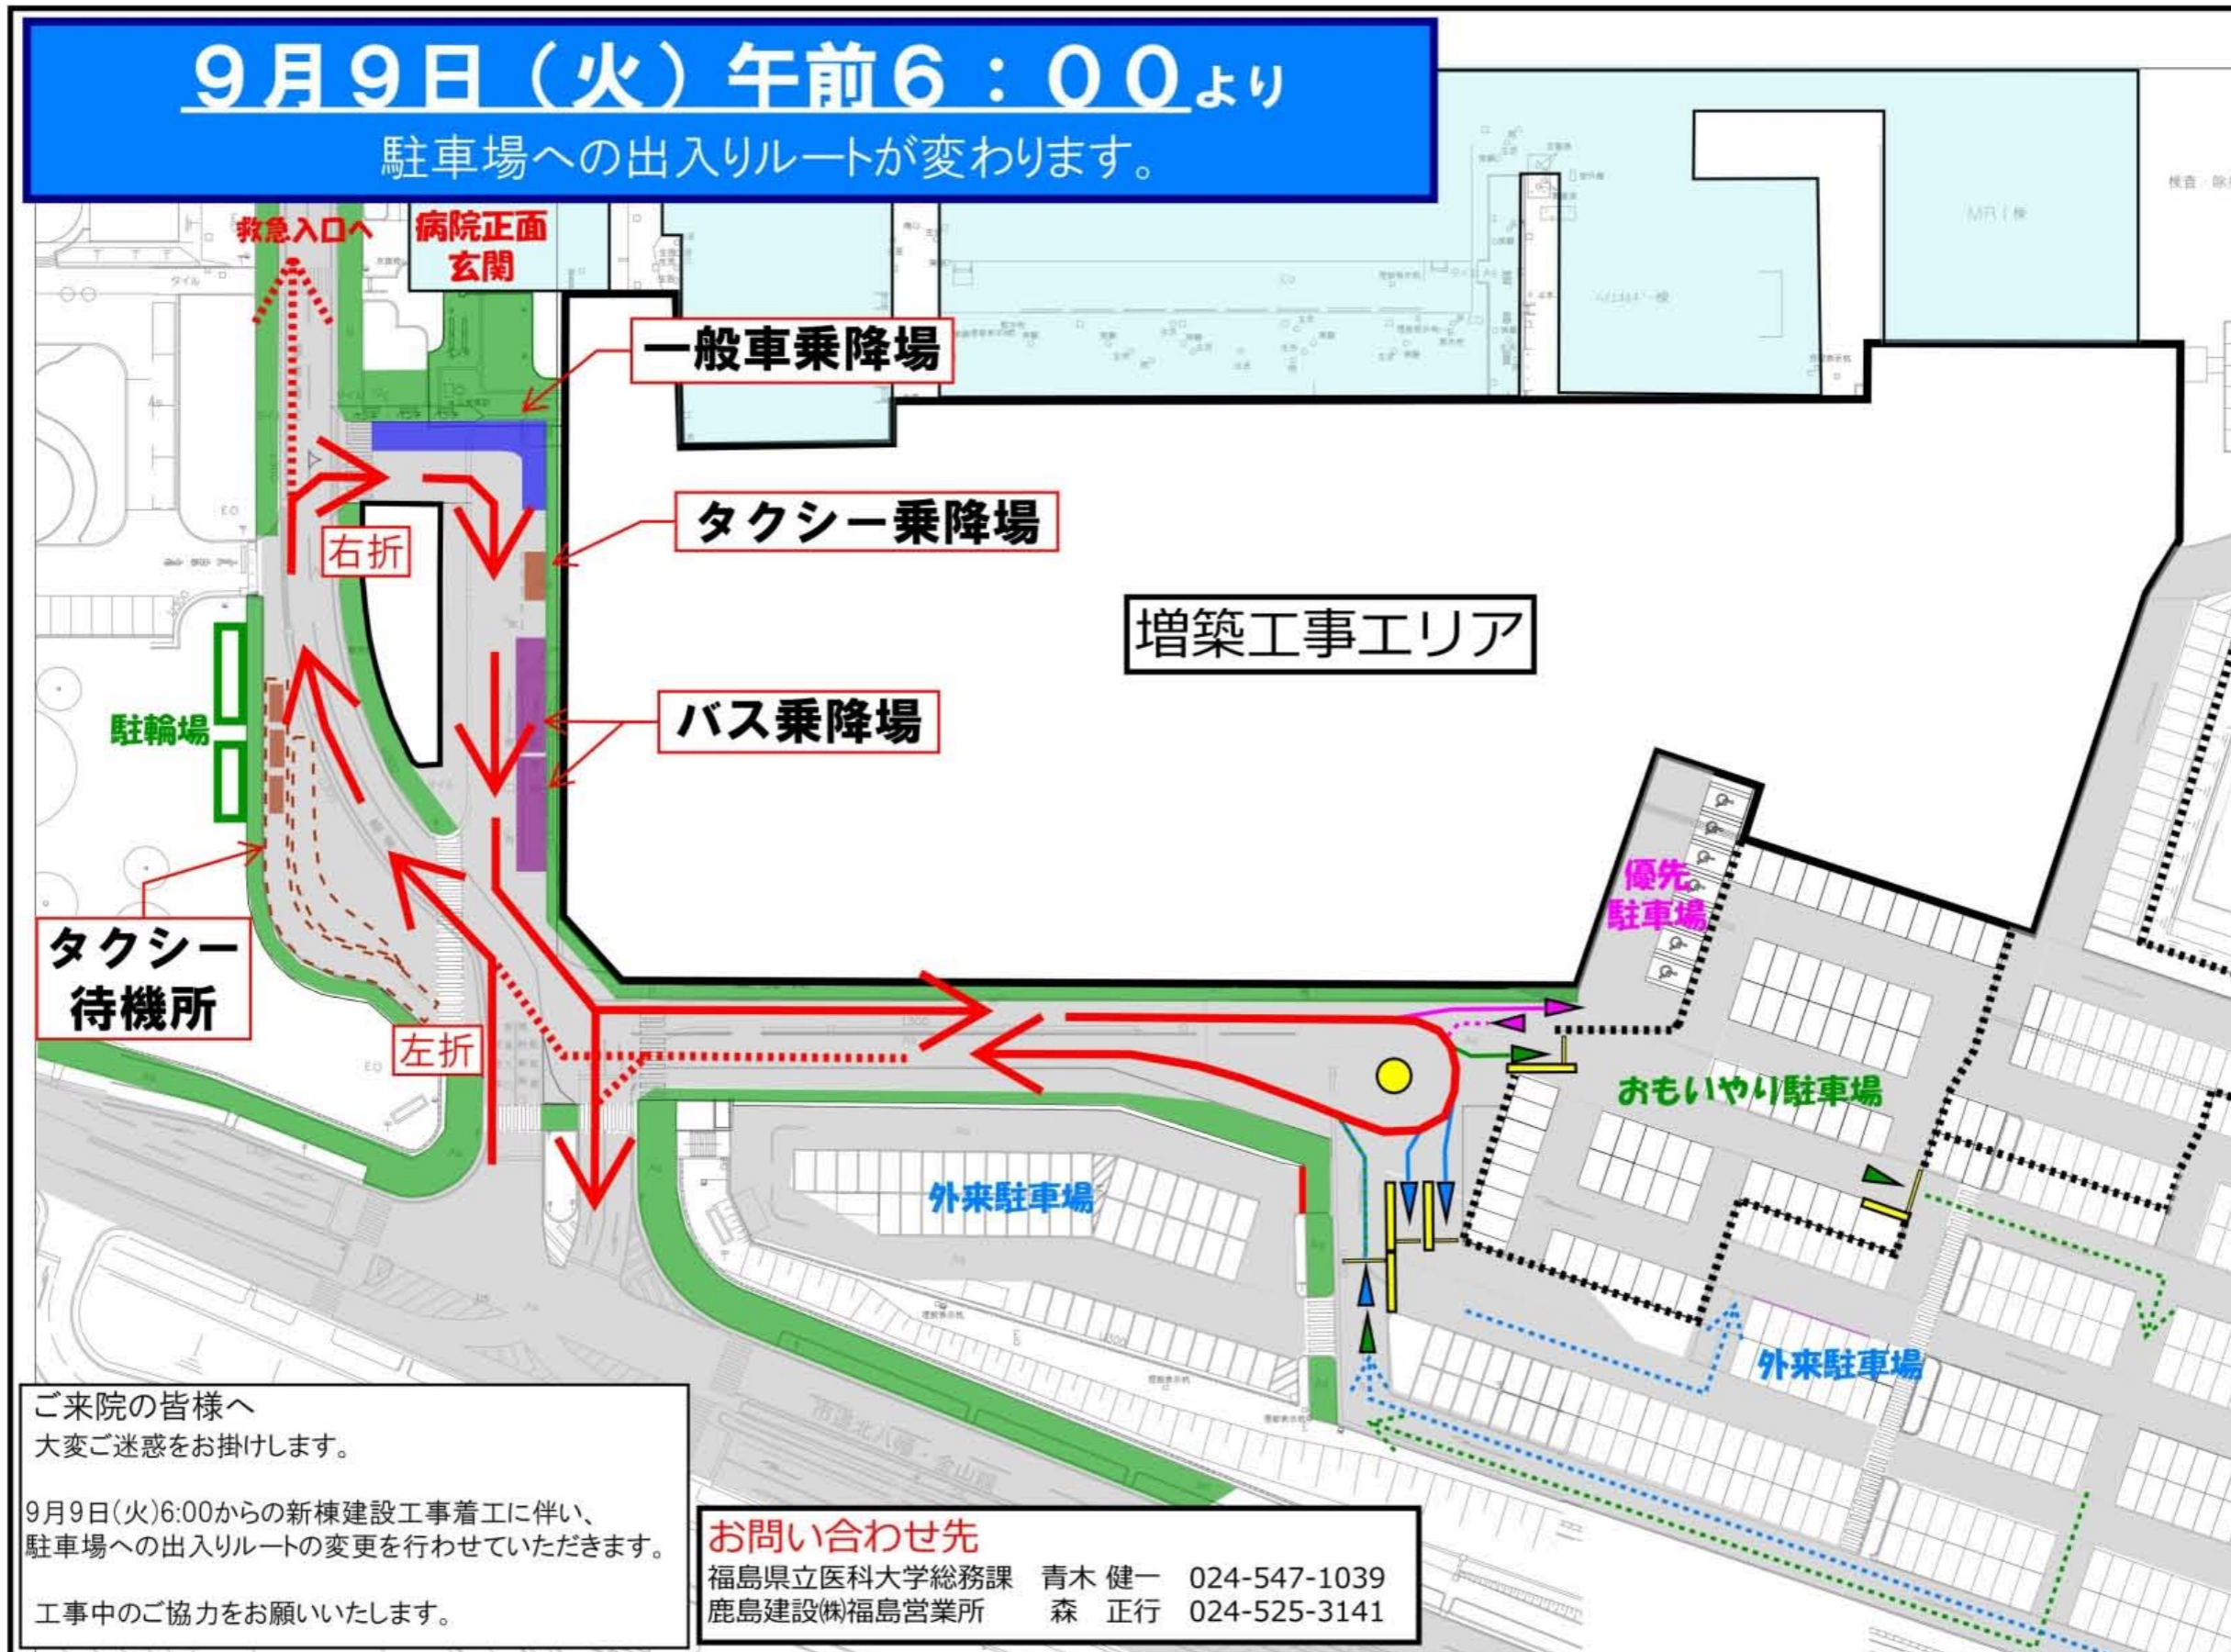 9月9日（火）午前6：00より
駐車場への出入りルートが変わります。
救急入口へ
病院正面
玄関
一般車乗降場
タクシー乗降場
右折
増築工事エリア
バス乗降場
駐輪場
タクシー
待機所
左折
優先
駐車場
おもいやり駐車場
外来駐車場
外来駐車場
MRI棟
ご来院の皆様へ
大変ご迷惑をお掛けします。
9月9日(火)6:00からの新棟建設工事着工に伴い、
駐車場への出入りルートの変更を行わせていただきます。
工事中のご協力をお願いいたします。
お問い合わせ先
福島県立医科大学総務課　青木 健一　024-547-1039
鹿島建設㈱福島営業所　森　正行　024-525-3141